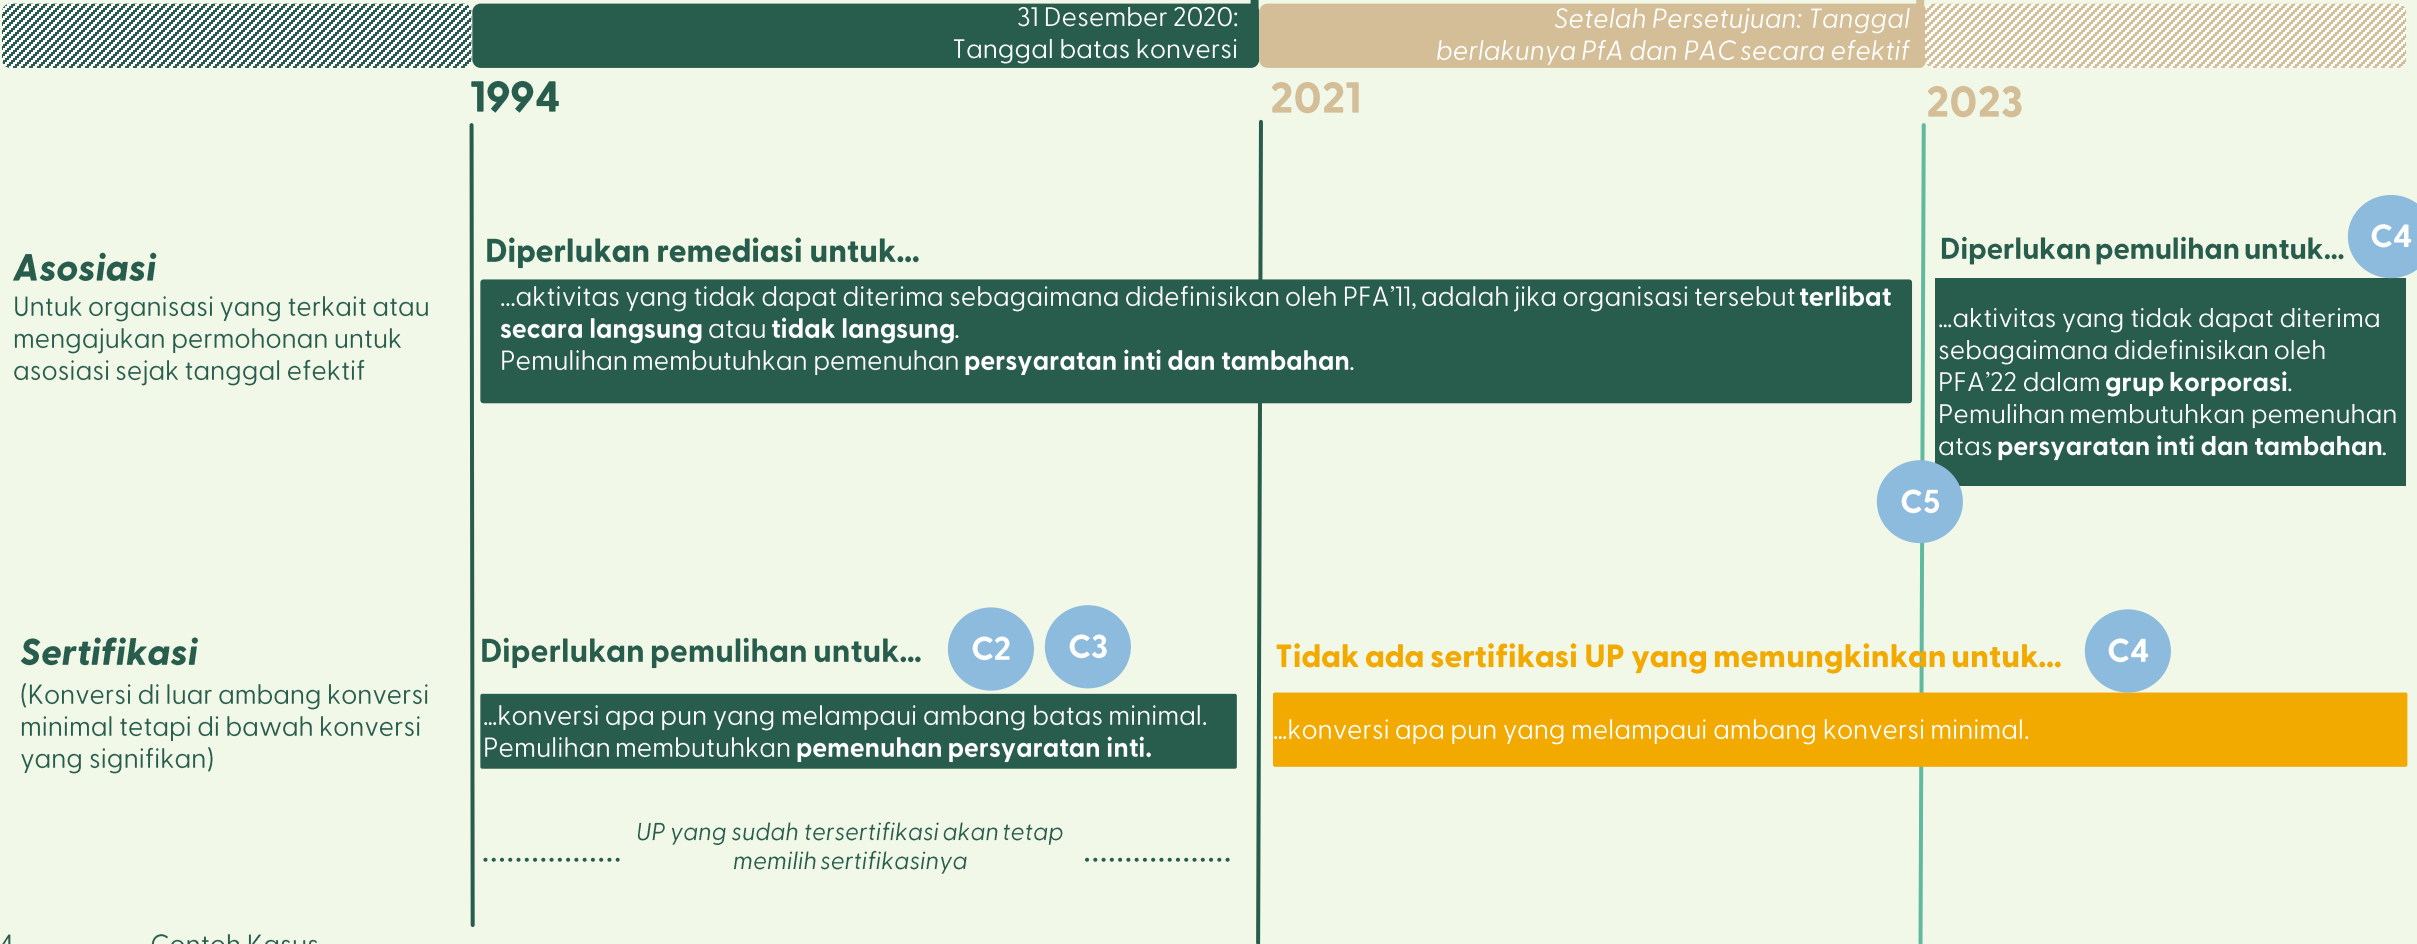 31 Desember 2020:
Tanggal batas konversi
Setelah Persetujuan: Tanggal
berlakunya PfA dan PAC secara efektif
1994
2021
2023
Asosiasi
Untuk organisasi yang terkait atau
mengajukan permohonan untuk
asosiasi sejak tanggal efektif
Diperlukan remediasi untuk...
...aktivitas yang tidak dapat diterima sebagaimana didefinisikan oleh PFA'11, adalah jika organisasi tersebut terlibat
secara langsung atau tidak langsung.
Pemulihan membutuhkan pemenuhan persyaratan inti dan tambahan.
Diperlukan pemulihan untuk...
C4
...aktivitas yang tidak dapat diterima
sebagaimana didefinisikan oleh
PFA'22 dalam grup korporasi.
Pemulihan membutuhkan pemenuhan
atas persyaratan inti dan tambahan.
C5
Sertifikasi
(Konversi di luar ambang konversi
minimal tetapi di bawah konversi
yang signifikan)
Diperlukan pemulihan untuk...
C2
C3
...konversi apa pun yang melampaui ambang batas minimal.
Pemulihan membutuhkan pemenuhan persyaratan inti.
UP yang sudah tersertifikasi akan tetap
memilih sertifikasinya
Tidak ada sertifikasi UP yang memungkinkan untuk...
C4
...konversi apa pun yang melampaui ambang konversi minimal.
4
Contoh Kasus